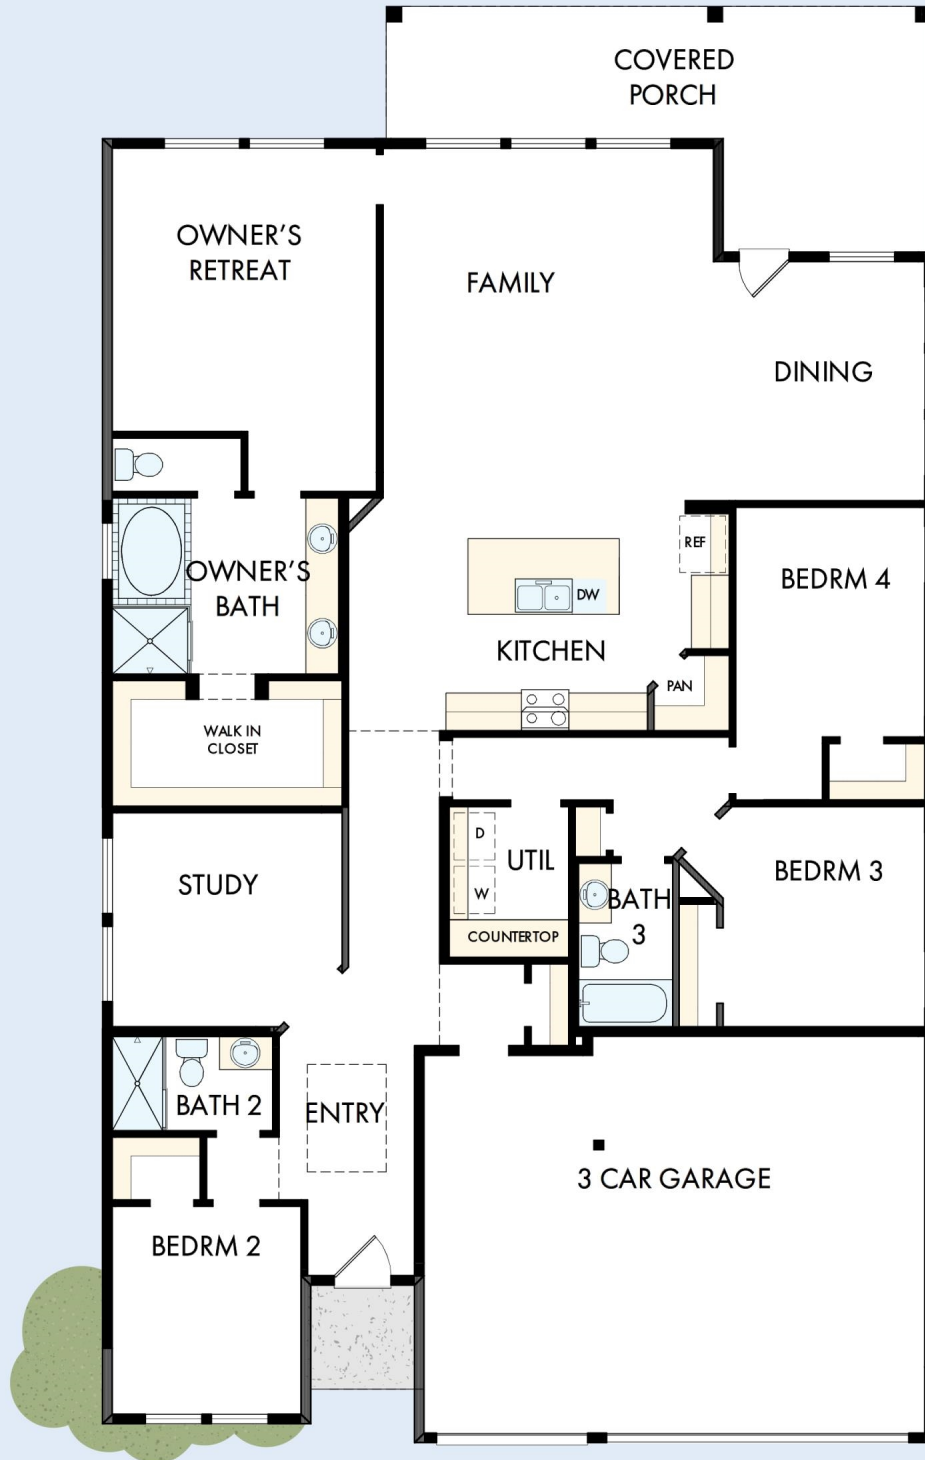 COVERED
PORCH
OWNER'S
RETREAT
FAMILY
DINING
REF
OWNER'S
BATH
DW
BEDRM 4
KITCHEN
PAN
WALK IN
CLOSET
D
UTIL
W
STUDY
BEDRM 3
BATH
3
COUNTERTOP
BATH 2
ENTRY
3 CAR GARAGE
BEDRM 2